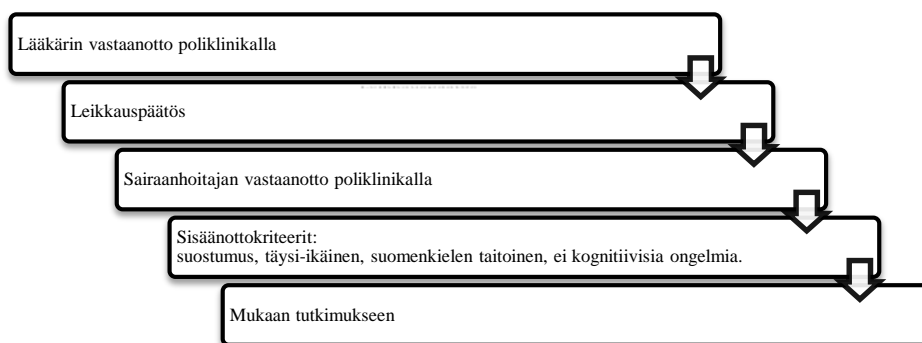 Lääkärin vastaanotto poliklinikalla
Leikkauspäätös
Sairaanhoitajan vastaanotto poliklinikalla
Sisäänottokriteerit:
suostumus, täysi-ikäinen, suomenkielen taitoinen, ei kognitiivisia ongelmia.
Mukaan tutkimukseen